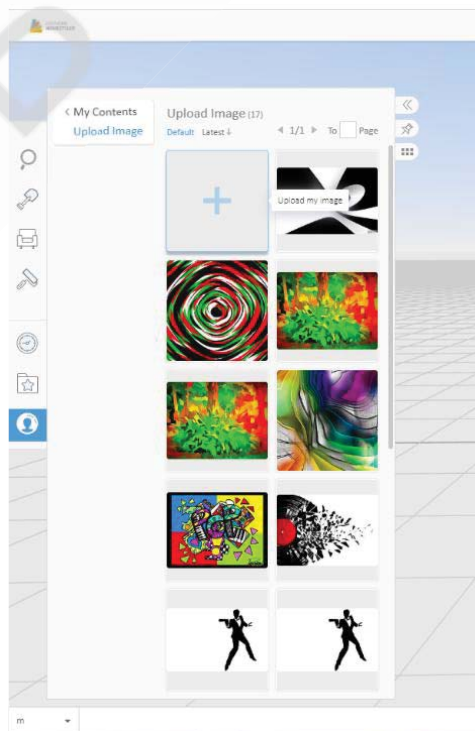 My Contents
Upload Image
Upload Image (17)
Default Latest ↓
1/1 To Page
Upload my image
m